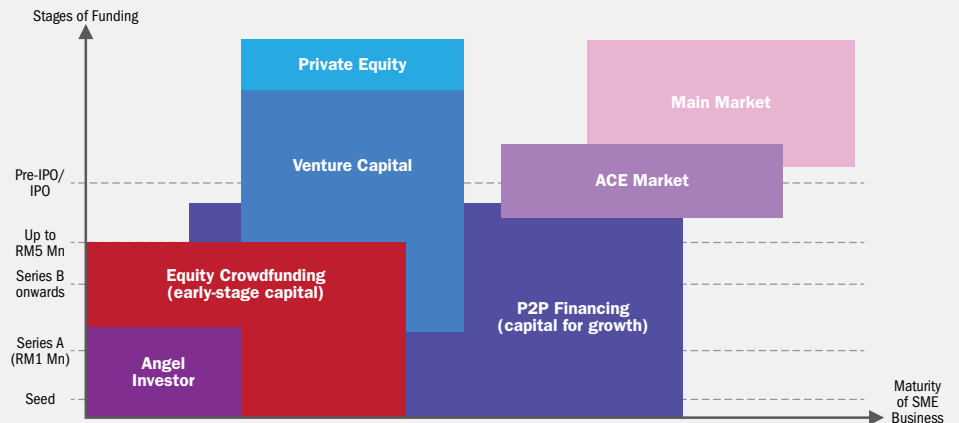 Stages of Funding
Private Equity
Main Market
Venture Capital
Pre-IPO/
IPO
ACE Market
Up to
RM5 Mn
Series B
onwards
Equity Crowdfunding
(early-stage capital)
P2P Financing
(capital for growth)
Series A
(RM1 Mn)
Angel
Investor
Seed
Maturity
of SME
Business